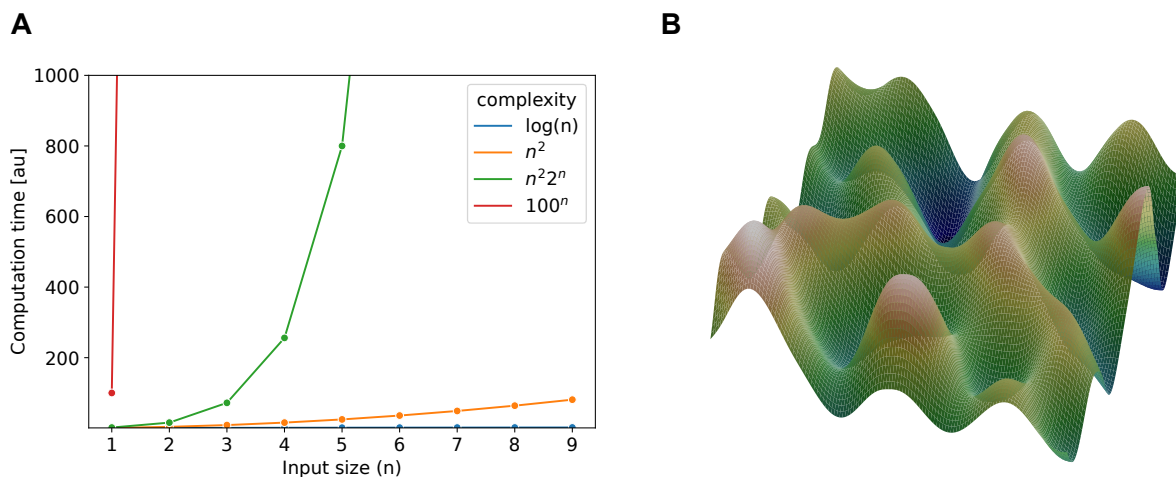 A
B
1000
800
600
400
200
Computation time [au]
complexity
log(n)
n²
n²2ⁿ
100ⁿ
1 2 3 4 5 6 7 8 9
Input size (n)